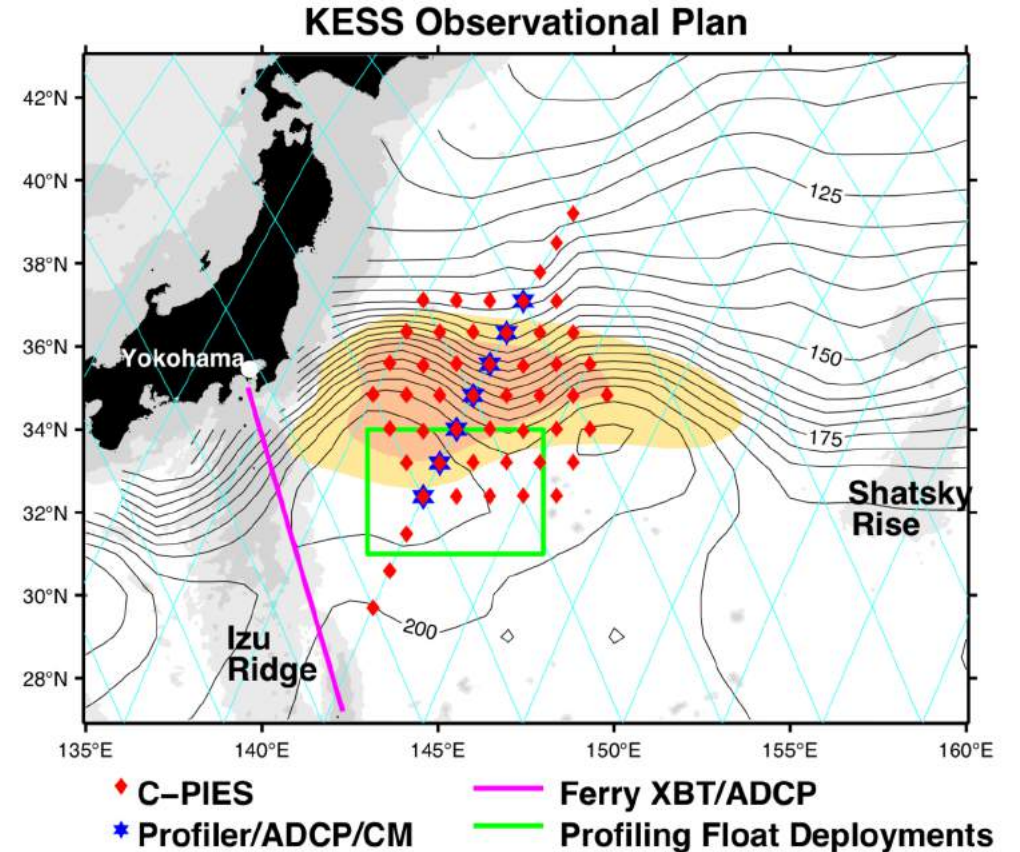 KESS Observational Plan
42°N
40°N
38°N
36°N
34°N
32°N
30°N
28°N
125
150
175
200
Yokohama
Shatsky
Rise
Izu
Ridge
135°E
140°E
145°E
150°E
155°E
160°E
C-PIES
Ferry XBT/ADCP
Profiler/ADCP/CM
Profiling Float Deployments